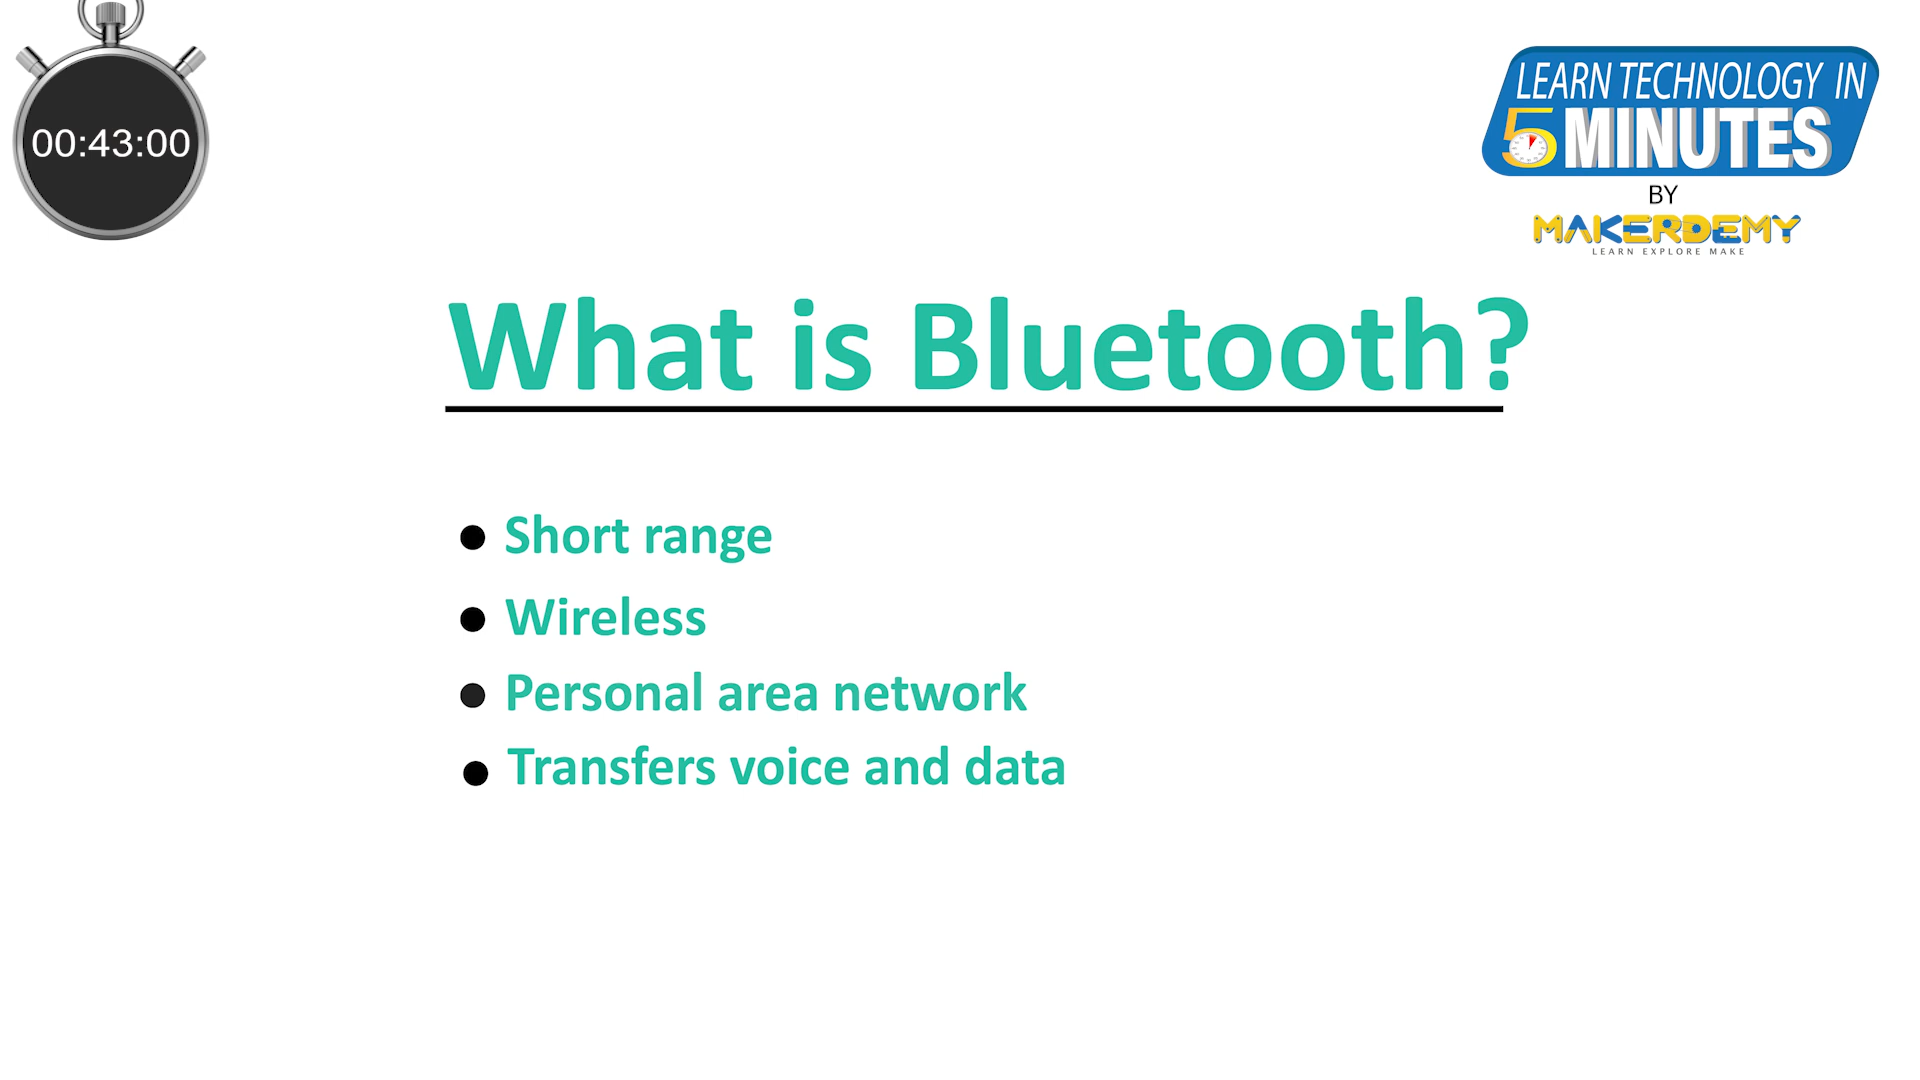 00:43:00
LEARN TECHNOLOGY IN
5 MINUTES
BY
MAKERDEMY
LEARN EXPLORE MAKE
What is Bluetooth?
● Short range
● Wireless
● Personal area network
● Transfers voice and data